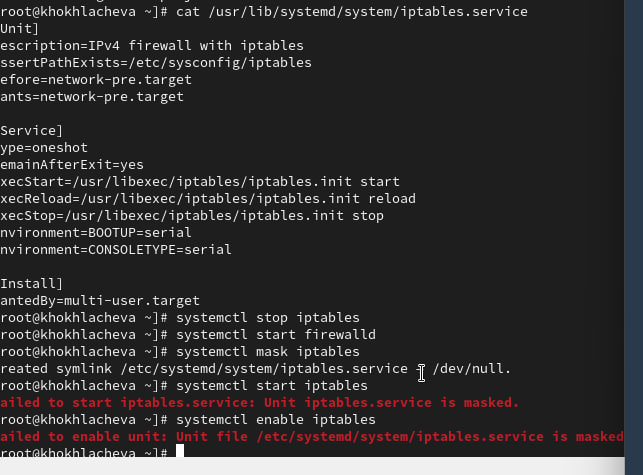 root@khokhlacheva ~]# cat /usr/lib/systemd/system/iptables.service
Unit]
escription=IPv4 firewall with iptables
ssertPathExists=/etc/sysconfig/iptables
efore=network-pre.target
ants=network-pre.target
Service]
ype=oneshot
emainAfterExit=yes
xecStart=/usr/libexec/iptables/iptables.init start
xecReload=/usr/libexec/iptables/iptables.init reload
xecStop=/usr/libexec/iptables/iptables.init stop
nvironment=BOOTUP=serial
nvironment=CONSOLETYPE=serial
Install]
antedBy=multi-user.target
root@khokhlacheva ~]# systemctl stop iptables
root@khokhlacheva ~]# systemctl start firewalld
root@khokhlacheva ~]# systemctl mask iptables
reated symlink /etc/systemd/system/iptables.service → /dev/null.
root@khokhlacheva ~]# systemctl start iptables
ailed to start iptables.service: Unit iptables.service is masked.
root@khokhlacheva ~]# systemctl enable iptables
ailed to enable unit: Unit file /etc/systemd/system/iptables.service is masked
root@khokhlacheva ~]#